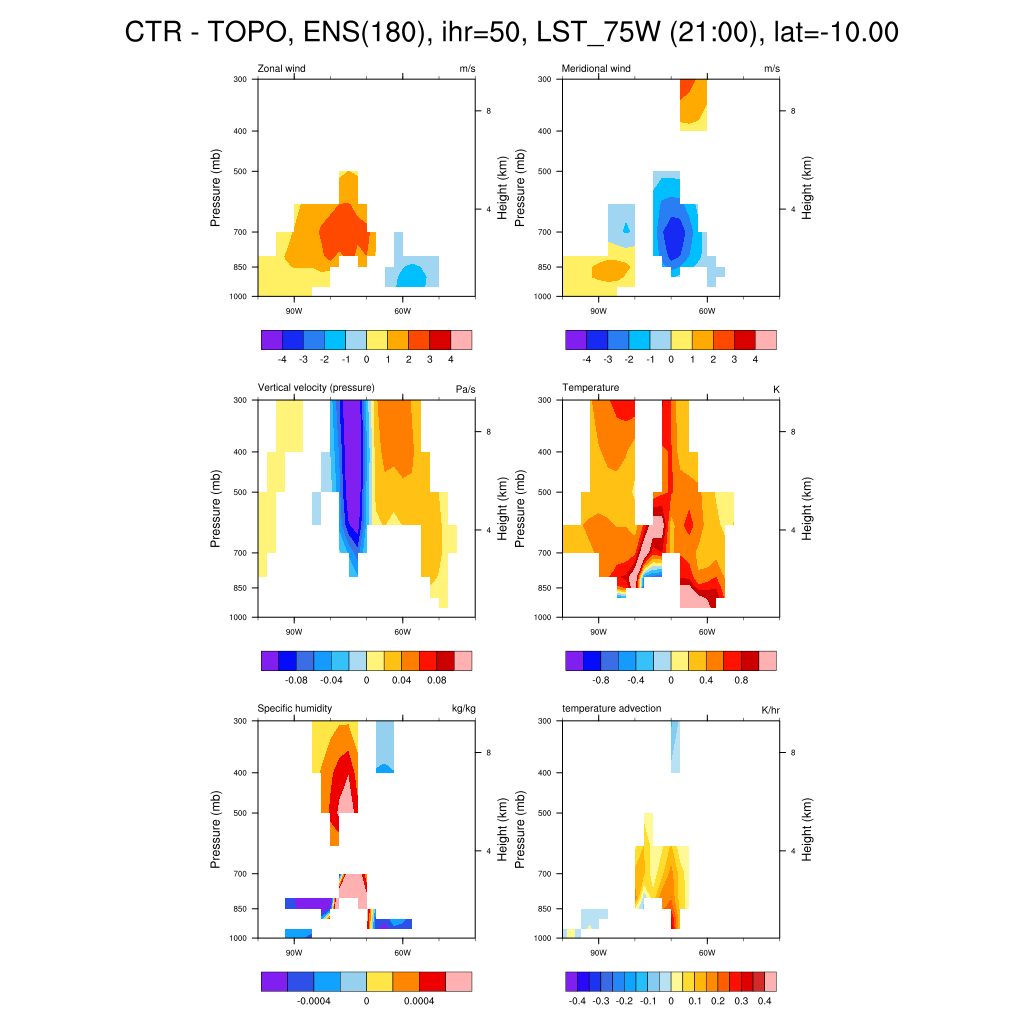 CTR - TOPO, ENS(180), ihr=50, LST_75W (21:00), lat=-10.00
Zonal wind m/s
300
400
500
700
850
1000
8
4
90W 60W
Pressure (mb)
Height (km)
-4 -3 -2 -1 0 1 2 3 4
Meridional wind m/s
300
400
500
700
850
1000
8
4
90W 60W
Pressure (mb)
Height (km)
-4 -3 -2 -1 0 1 2 3 4
Vertical velocity (pressure) Pa/s
300
400
500
700
850
1000
8
4
90W 60W
Pressure (mb)
Height (km)
-0.08 -0.04 0 0.04 0.08
Temperature K
300
400
500
700
850
1000
8
4
90W 60W
Pressure (mb)
Height (km)
-0.8 -0.4 0 0.4 0.8
Specific humidity kg/kg
300
400
500
700
850
1000
8
4
90W 60W
Pressure (mb)
Height (km)
-0.0004 0 0.0004
temperature advection K/hr
300
400
500
700
850
1000
8
4
90W 60W
Pressure (mb)
Height (km)
-0.4 -0.3 -0.2 -0.1 0 0.1 0.2 0.3 0.4